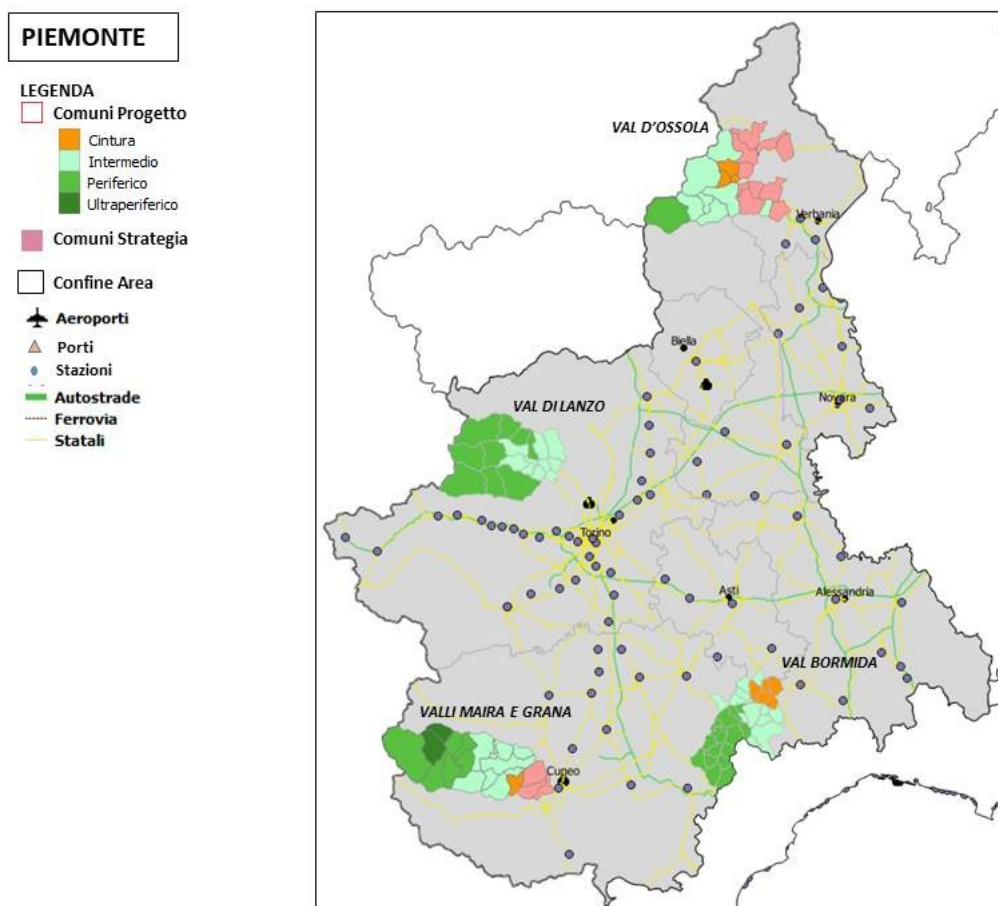 PIEMONTE
LEGENDA
Comuni Progetto
Cintura
Intermedio
Periferico
Ultraperiferico
Comuni Strategia
Confine Area
Aeroporti
Porti
Stazioni
Autostrade
Ferrovia
Statali
VAL D'OSSOLA
Verbania
Biella
Novara
VAL DI LANZO
Torino
Asti
Alessandria
VAL BORMIDA
VALLI MAIRA E GRANA
Cuneo